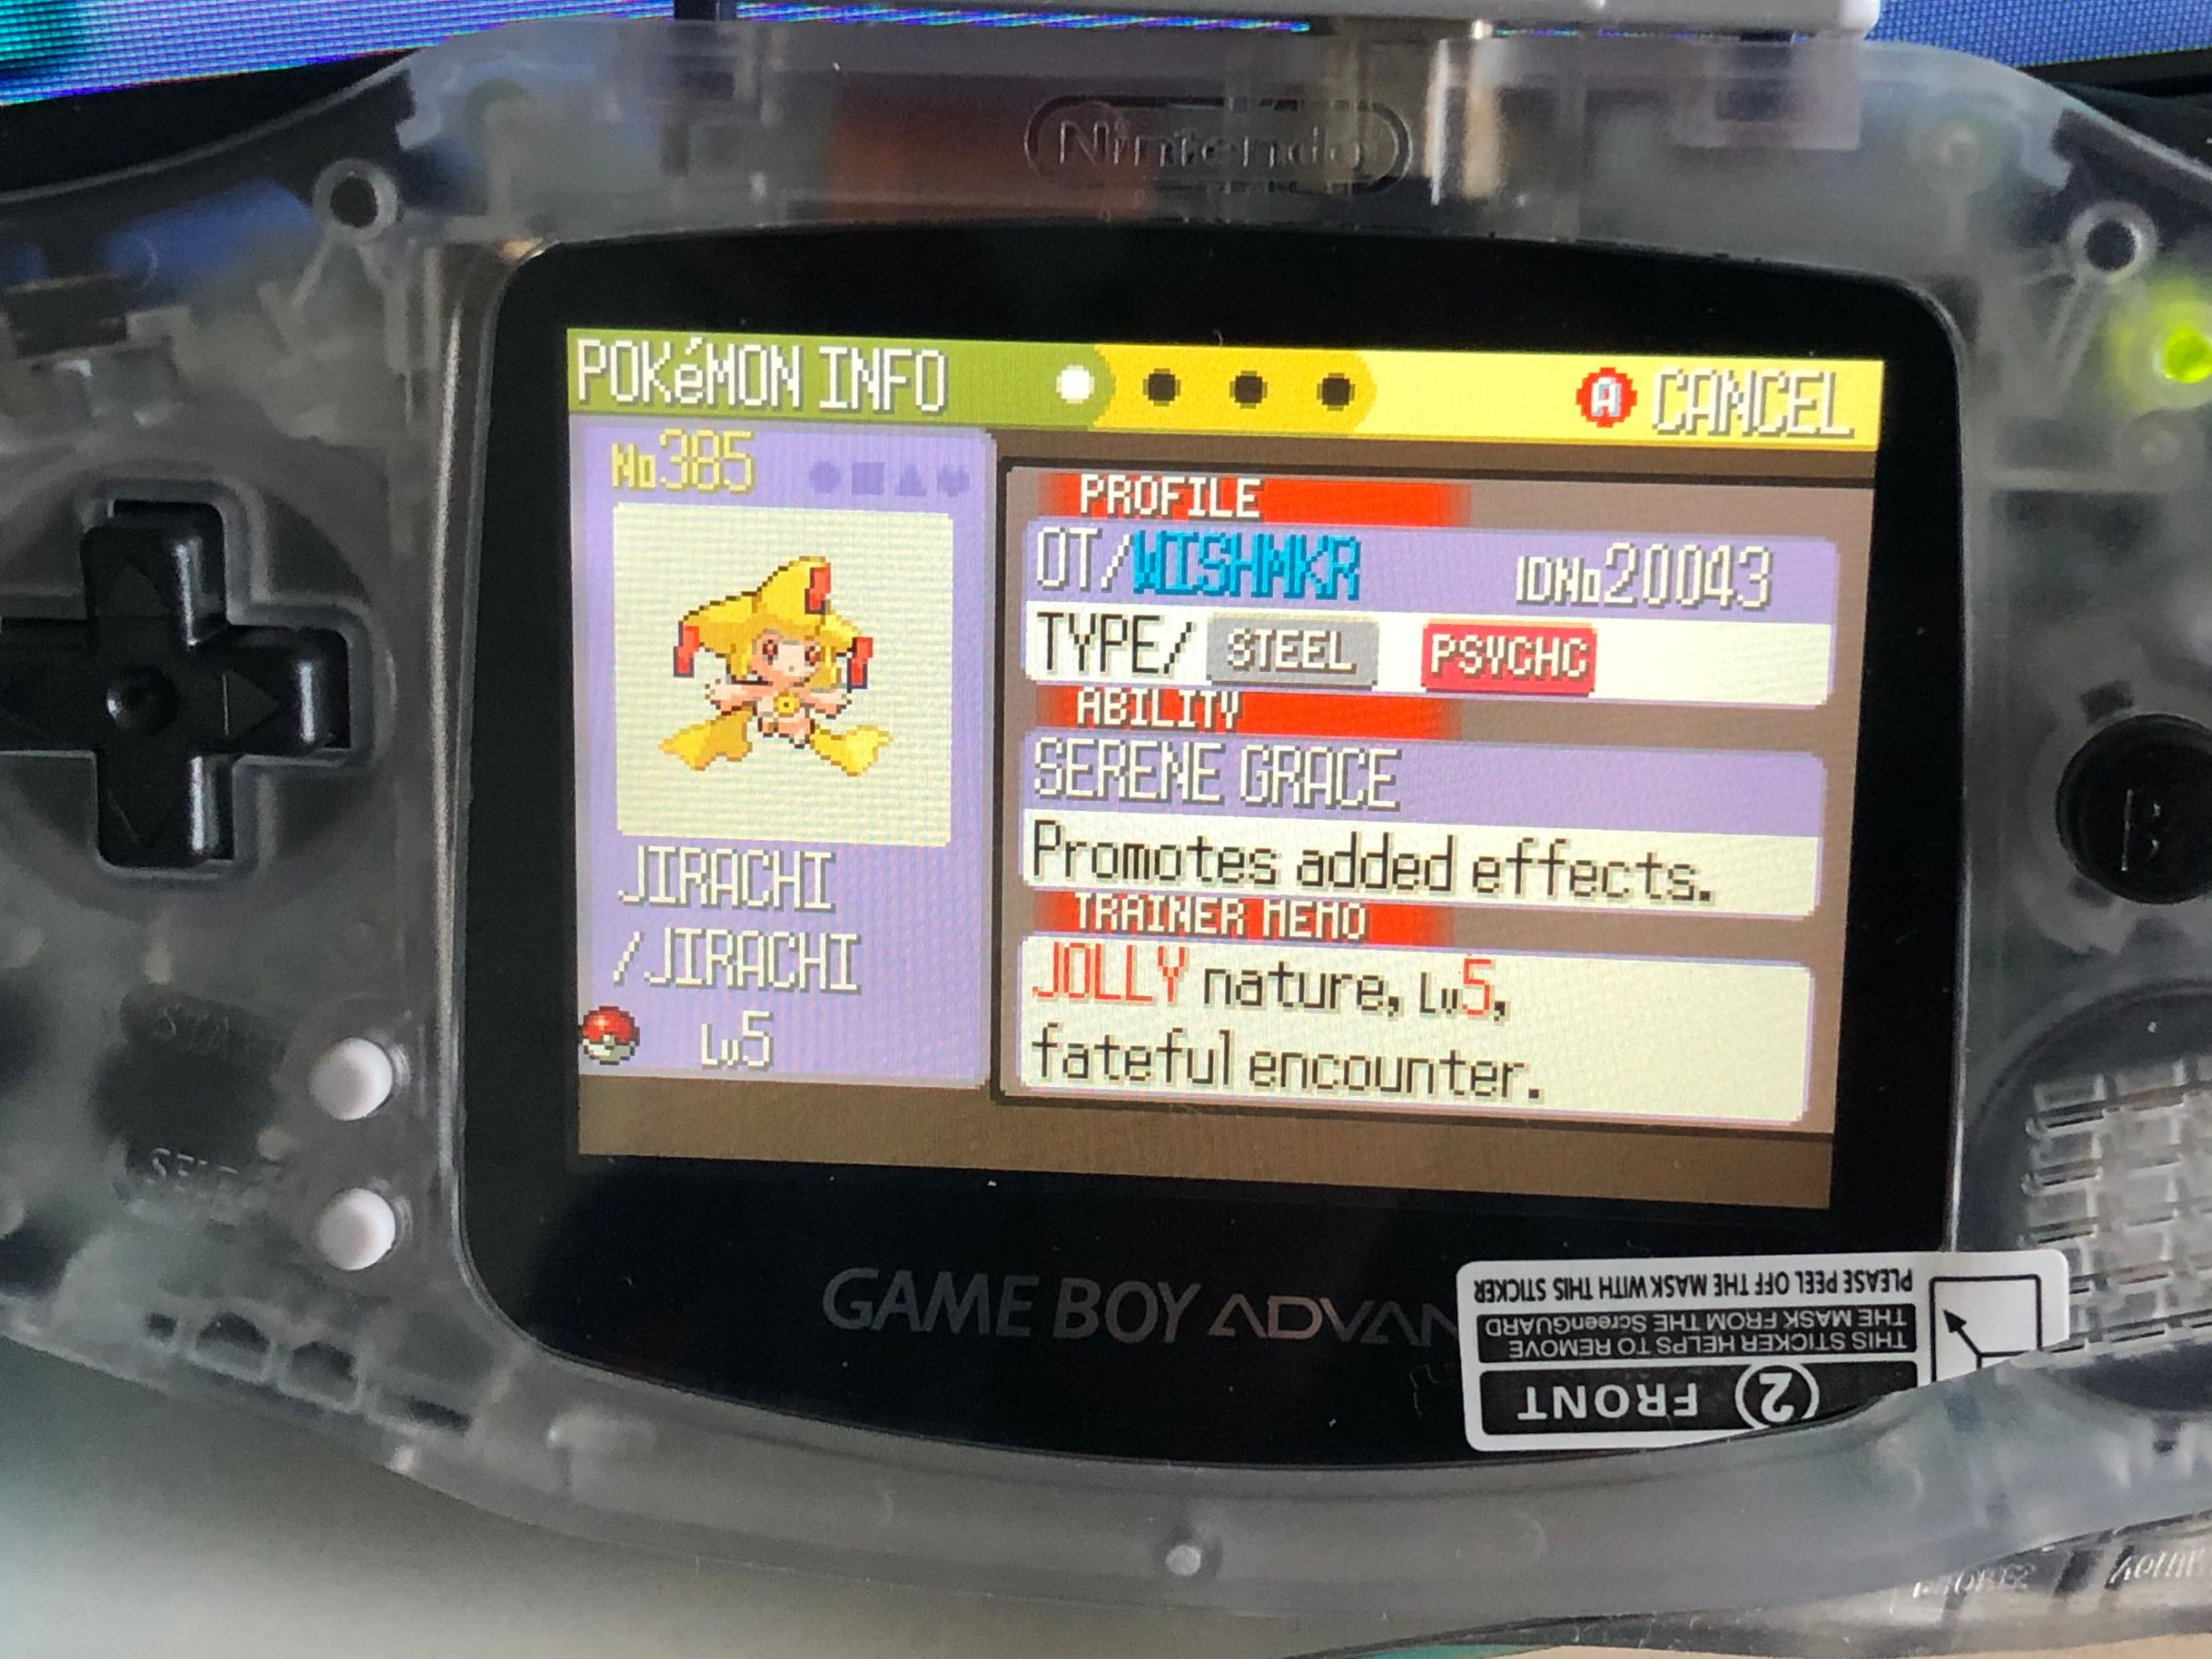 Nintendo
POKéMON INFO
A CANCEL
No385
PROFILE
OT/WISHMKR IDNo20043
TYPE/ STEEL PSYCHC
ABILITY
SERENE GRACE
Promotes added effects.
TRAINER MEMO
JOLLY nature, Lv5,
fateful encounter.
JIRACHI
/JIRACHI
Lv5
B
SELE
GAME BOY ADVAN
2 FRONT
THIS STICKER HELPS TO REMOVE
THE MASK FROM THE ScreenGUARD
PLEASE PEEL OFF THE MASK WITH THIS STICKER